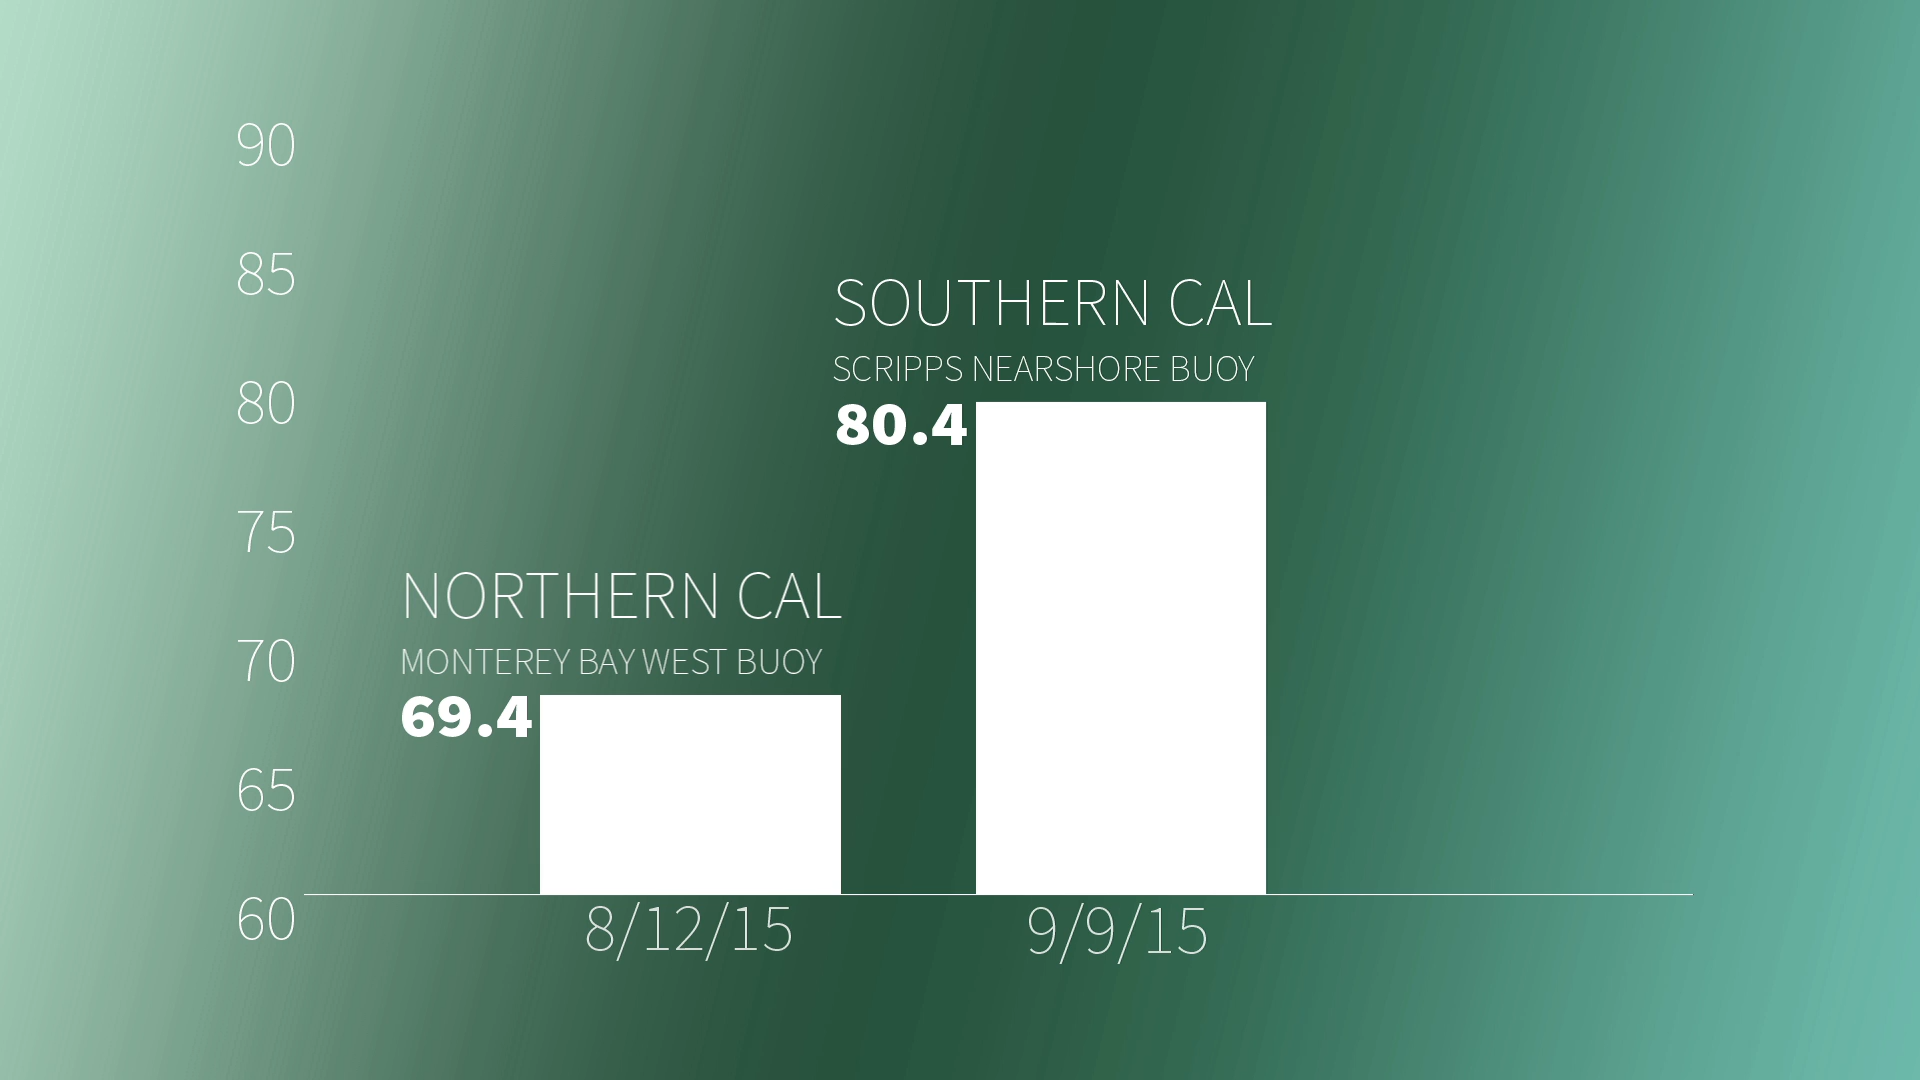 90
85
SOUTHERN CAL
SCRIPPS NEARSHORE BUOY
80
80.4
75
NORTHERN CAL
MONTEREY BAY WEST BUOY
70
69.4
65
60
8/12/15
9/9/15